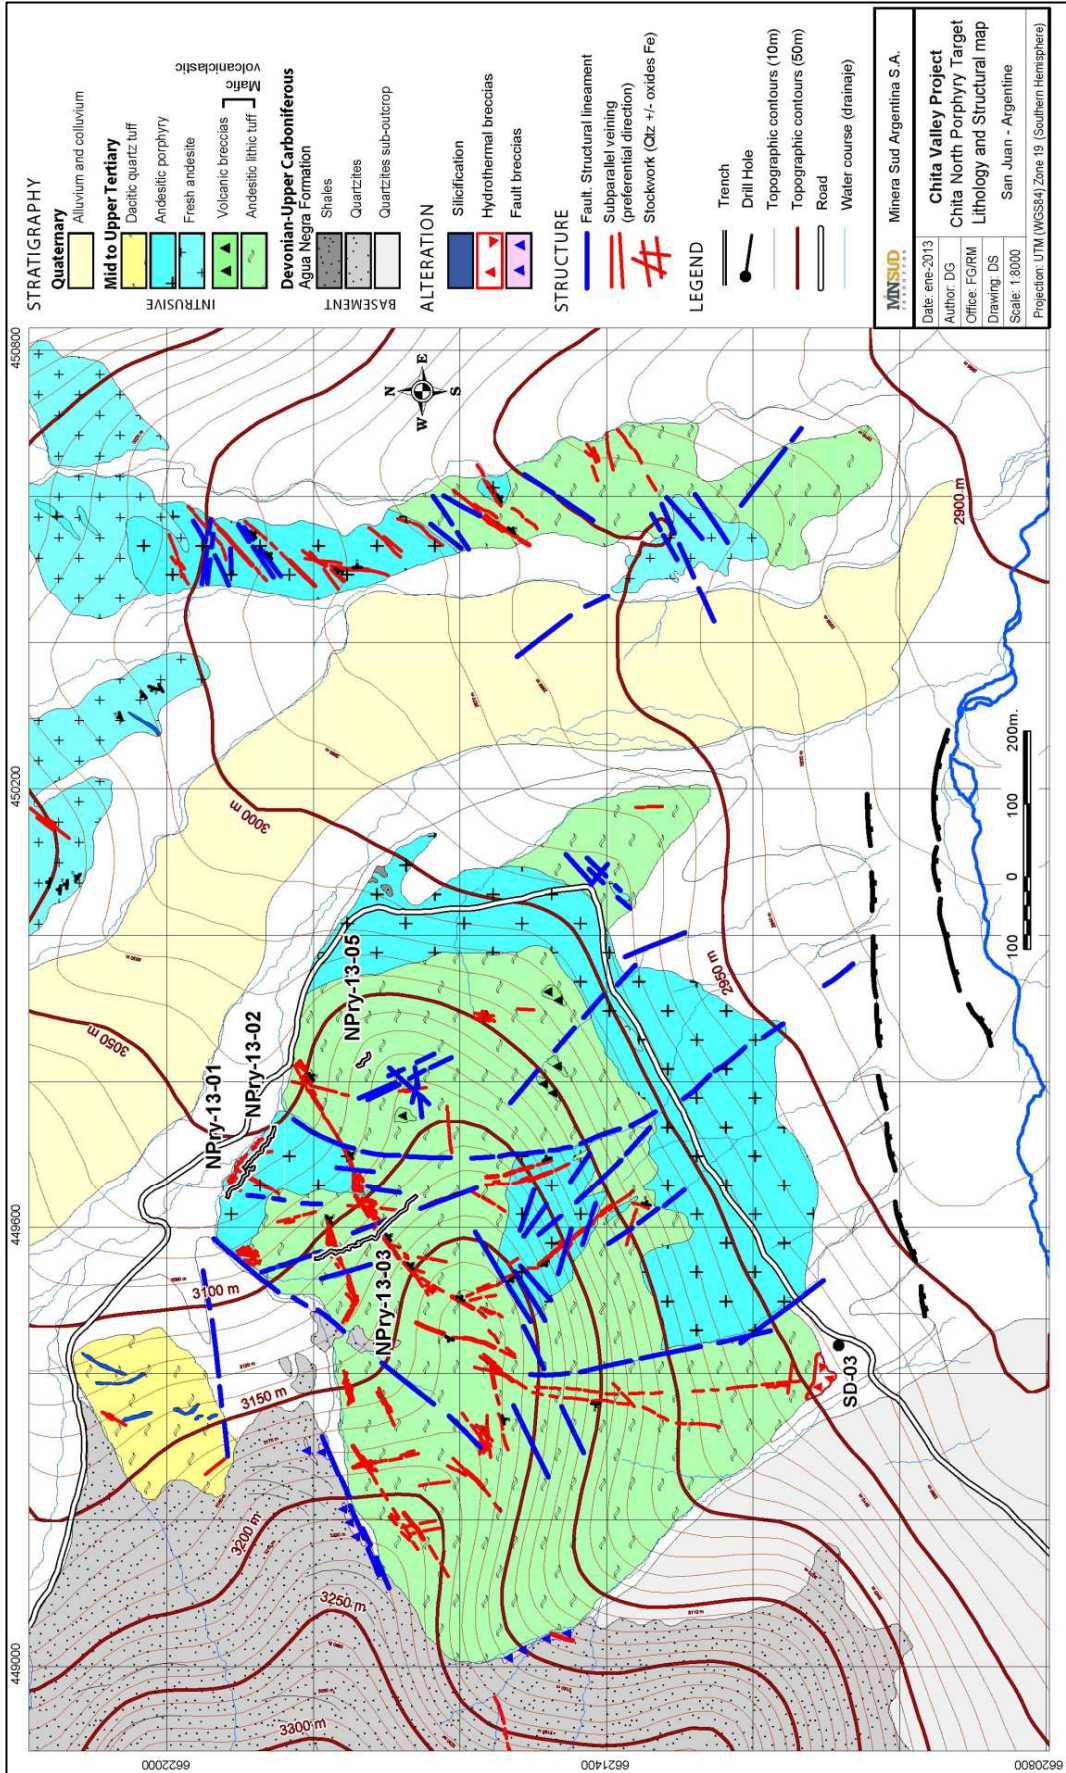 STRATIGRAPHY
Quaternary
Alluvium and colluvium
Mid to Upper Tertiary
Dacitic quartz tuff
Andesitic porphyry
Fresh andesite
Volcanic breccias
Andesitic lithic tuff
INTRUSIVE
Mafic
volcaniclastic
Devonian-Upper Carboniferous
Agua Negra Formation
Shales
Quartzites
Quartzites sub-outcrop
BASEMENT
ALTERATION
Silicification
Hydrothermal breccias
Fault breccias
STRUCTURE
Fault. Structural lineament
Subparallel veining
(preferential direction)
Stockwork (Qtz +/- oxides Fe)
LEGEND
Trench
Drill Hole
Topographic contours (10m)
Topographic contours (50m)
Road
Water course (drainaje)
MINSUD
resources
Minera Sud Argentina S.A.
Date: ene-2013
Author: DG
Office: FG/RM
Drawing: DS
Scale: 1:8000
Chita Valley Project
Chita North Porphyry Target
Lithology and Structural map
San Juan - Argentine
Projection: UTM (WGS84) Zone 19 (Southern Hemisphere)
449000
449600
450200
450800
6622000
6621400
6620800
N
W E
S
NPry-13-01
NPry-13-02
NPry-13-05
NPry-13-03
SD-03
3050 m
3000 m
3100 m
3150 m
3200 m
3250 m
3300 m
2950 m
2900 m
100 0 100 200m.